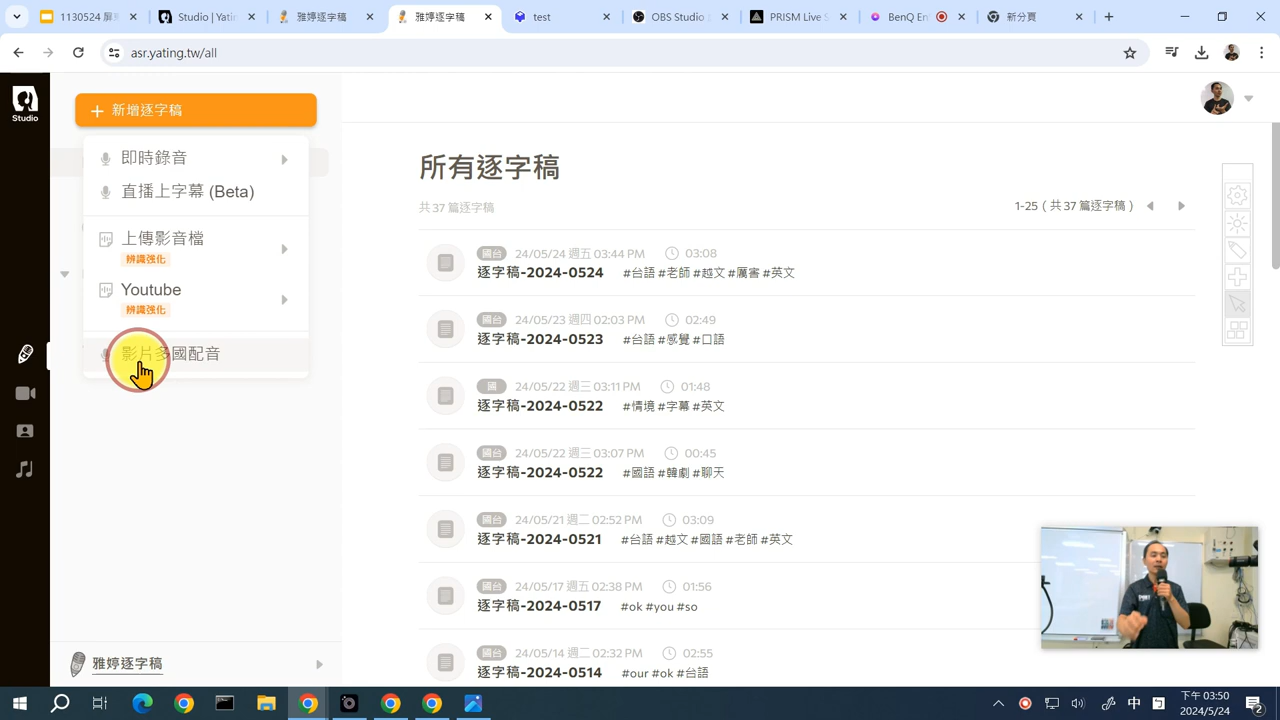 1130524 屏
Studio | Yati
雅婷逐字稿
雅婷逐字稿
test
OBS Studio
PRISM Live S
BenQ En
新分頁
asr.yating.tw/all
Studio
新增逐字稿
即時錄音
直播上字幕 (Beta)
上傳影音檔
辨識強化
Youtube
辨識強化
影片多國配音
雅婷逐字稿
所有逐字稿
共 37 篇逐字稿
1-25 ( 共 37 篇逐字稿 )
國台 24/05/24 週五 03:44 PM 03:08
逐字稿-2024-0524 #台語 #老師 #越文 #厲害 #英文
國台 24/05/23 週四 02:03 PM 02:49
逐字稿-2024-0523 #台語 #感覺 #口語
國 24/05/22 週三 03:11 PM 01:48
逐字稿-2024-0522 #情境 #字幕 #英文
國台 24/05/22 週三 03:07 PM 00:45
逐字稿-2024-0522 #國語 #韓劇 #聊天
國台 24/05/21 週二 02:52 PM 03:09
逐字稿-2024-0521 #台語 #越文 #國語 #老師 #英文
國台 24/05/17 週五 02:38 PM 01:56
逐字稿-2024-0517 #ok #you #so
國台 24/05/14 週二 02:32 PM 02:55
逐字稿-2024-0514 #our #ok #台語
中
下午 03:50
2024/5/24
2